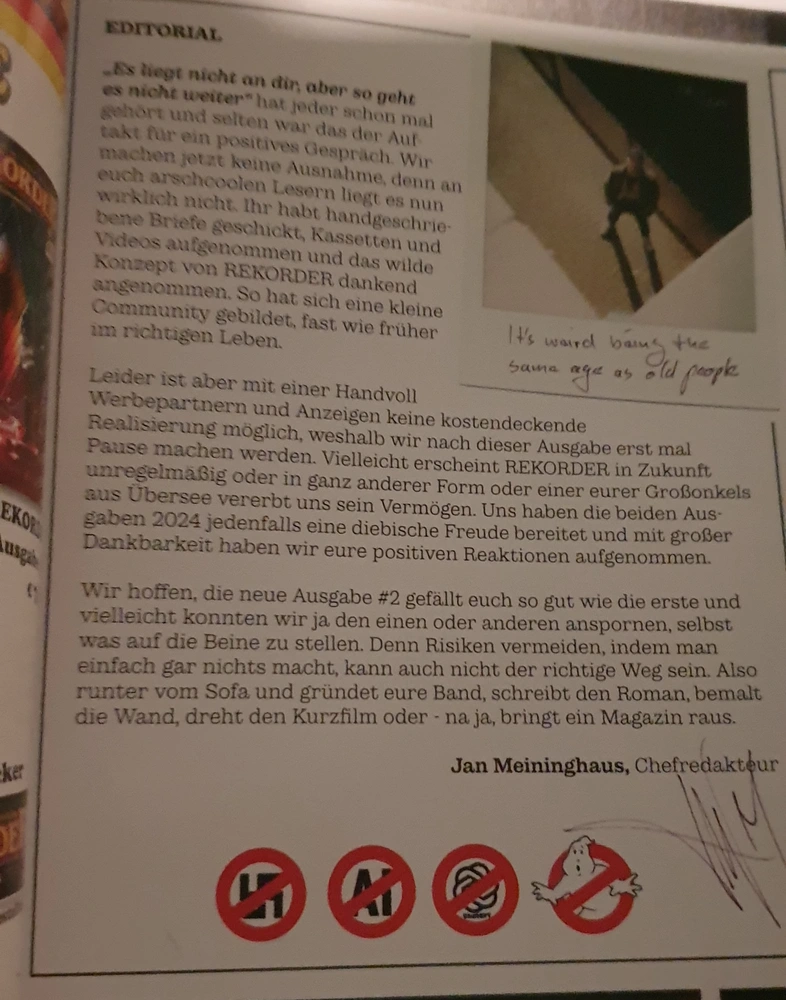 EDITORIAL
„Es liegt nicht an dir, aber so geht
es nicht weiter“ hat jeder schon mal
gehört und selten war das der Auf-
takt für ein positives Gespräch. Wir
machen jetzt keine Ausnahme, denn an
euch arschcoolen Lesern liegt es nun
wirklich nicht. Ihr habt handgeschrie-
bene Briefe geschickt, Kassetten und
Videos aufgenommen und das wilde
Konzept von REKORDER dankend
angenommen. So hat sich eine kleine
Community gebildet, fast wie früher
im richtigen Leben.
It's weird being the
same age as old people
Leider ist aber mit einer Handvoll
Werbepartnern und Anzeigen keine kostendeckende
Realisierung möglich, weshalb wir nach dieser Ausgabe erst mal
Pause machen werden. Vielleicht erscheint REKORDER in Zukunft
unregelmäßig oder in ganz anderer Form oder einer eurer Großonkels
aus Übersee vererbt uns sein Vermögen. Uns haben die beiden Aus-
gaben 2024 jedenfalls eine diebische Freude bereitet und mit großer
Dankbarkeit haben wir eure positiven Reaktionen aufgenommen.
Wir hoffen, die neue Ausgabe #2 gefällt euch so gut wie die erste und
vielleicht konnten wir ja den einen oder anderen anspornen, selbst
was auf die Beine zu stellen. Denn Risiken vermeiden, indem man
einfach gar nichts macht, kann auch nicht der richtige Weg sein. Also
runter vom Sofa und gründet eure Band, schreibt den Roman, bemalt
die Wand, dreht den Kurzfilm oder - na ja, bringt ein Magazin raus.
Jan Meininghaus, Chefredakteur
AI